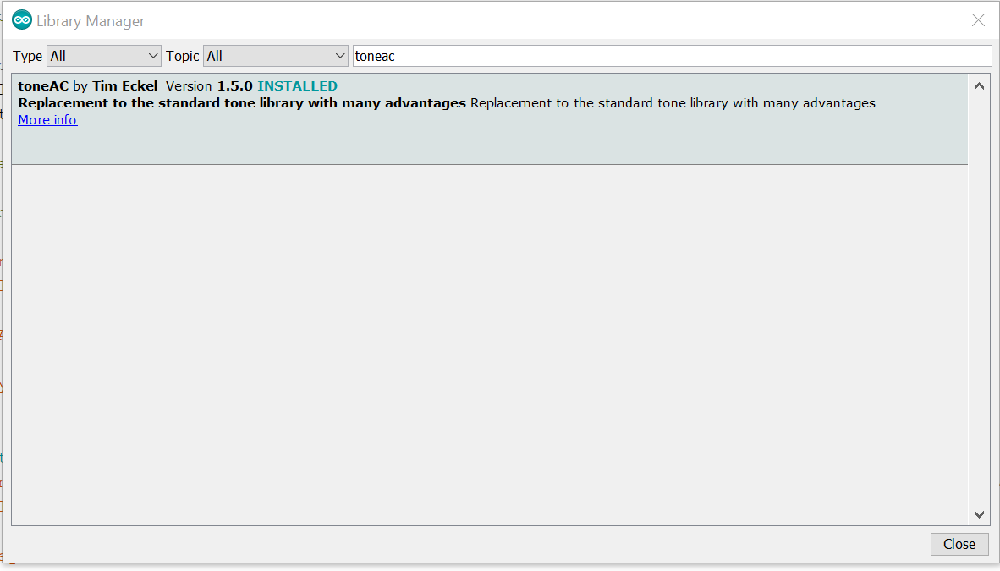 Library Manager
Type All Topic All toneac
toneAC by Tim Eckel Version 1.5.0 INSTALLED
Replacement to the standard tone library with many advantages Replacement to the standard tone library with many advantages
More info
Close